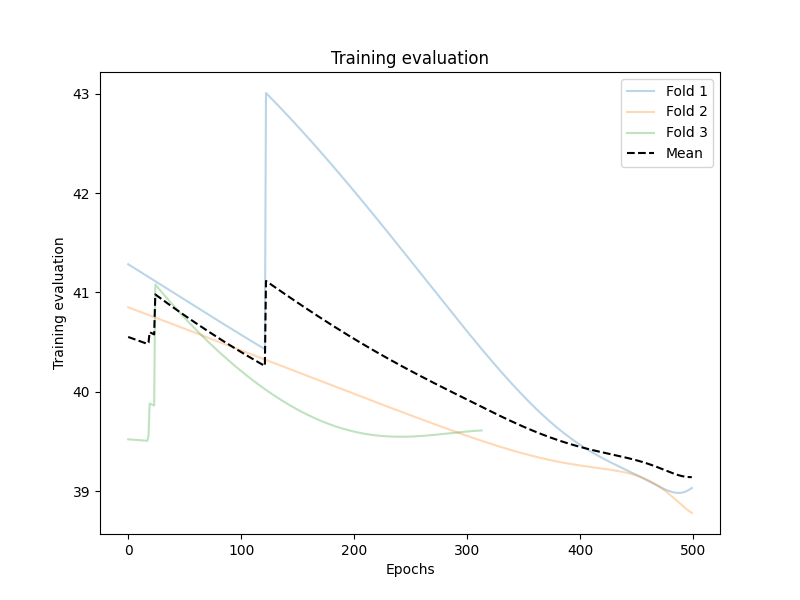 Training evaluation
Fold 1
Fold 2
Fold 3
Mean
Training evaluation
43
42
41
40
39
0
100
200
300
400
500
Epochs